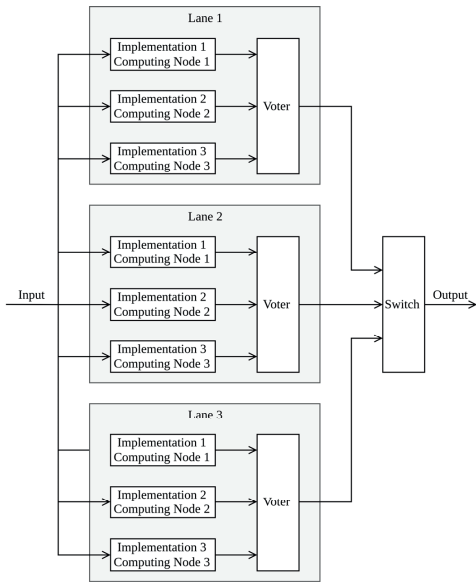 Lane 1
Implementation 1
Computing Node 1
Implementation 2
Computing Node 2
Implementation 3
Computing Node 3
Voter
Lane 2
Implementation 1
Computing Node 1
Implementation 2
Computing Node 2
Implementation 3
Computing Node 3
Voter
Input
Switch
Output
Lane 3
Implementation 1
Computing Node 1
Implementation 2
Computing Node 2
Implementation 3
Computing Node 3
Voter